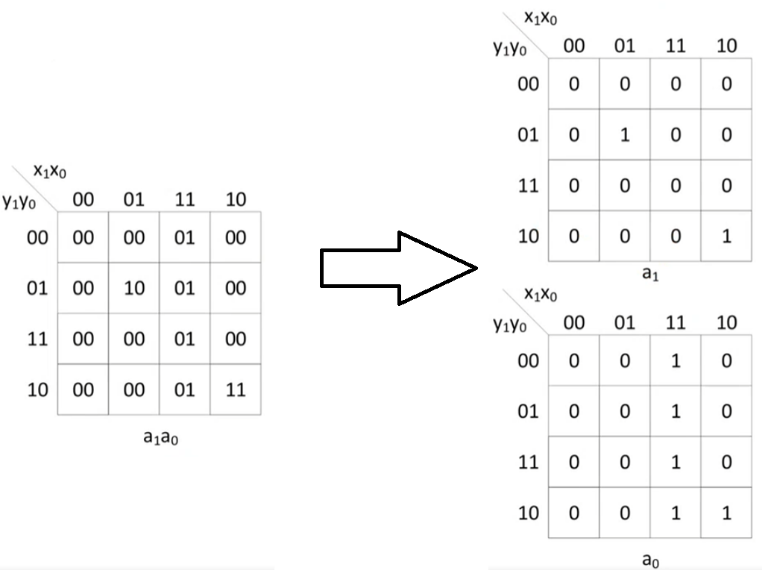 x₁x₀
y₁y₀ 00 01 11 10
00 00 00 01 00
01 00 10 01 00
11 00 00 01 00
10 00 00 01 11
a₁a₀
x₁x₀
y₁y₀ 00 01 11 10
00 0 0 0 0
01 0 1 0 0
11 0 0 0 0
10 0 0 0 1
a₁
x₁x₀
y₁y₀ 00 01 11 10
00 0 0 1 0
01 0 0 1 0
11 0 0 1 0
10 0 0 1 1
a₀